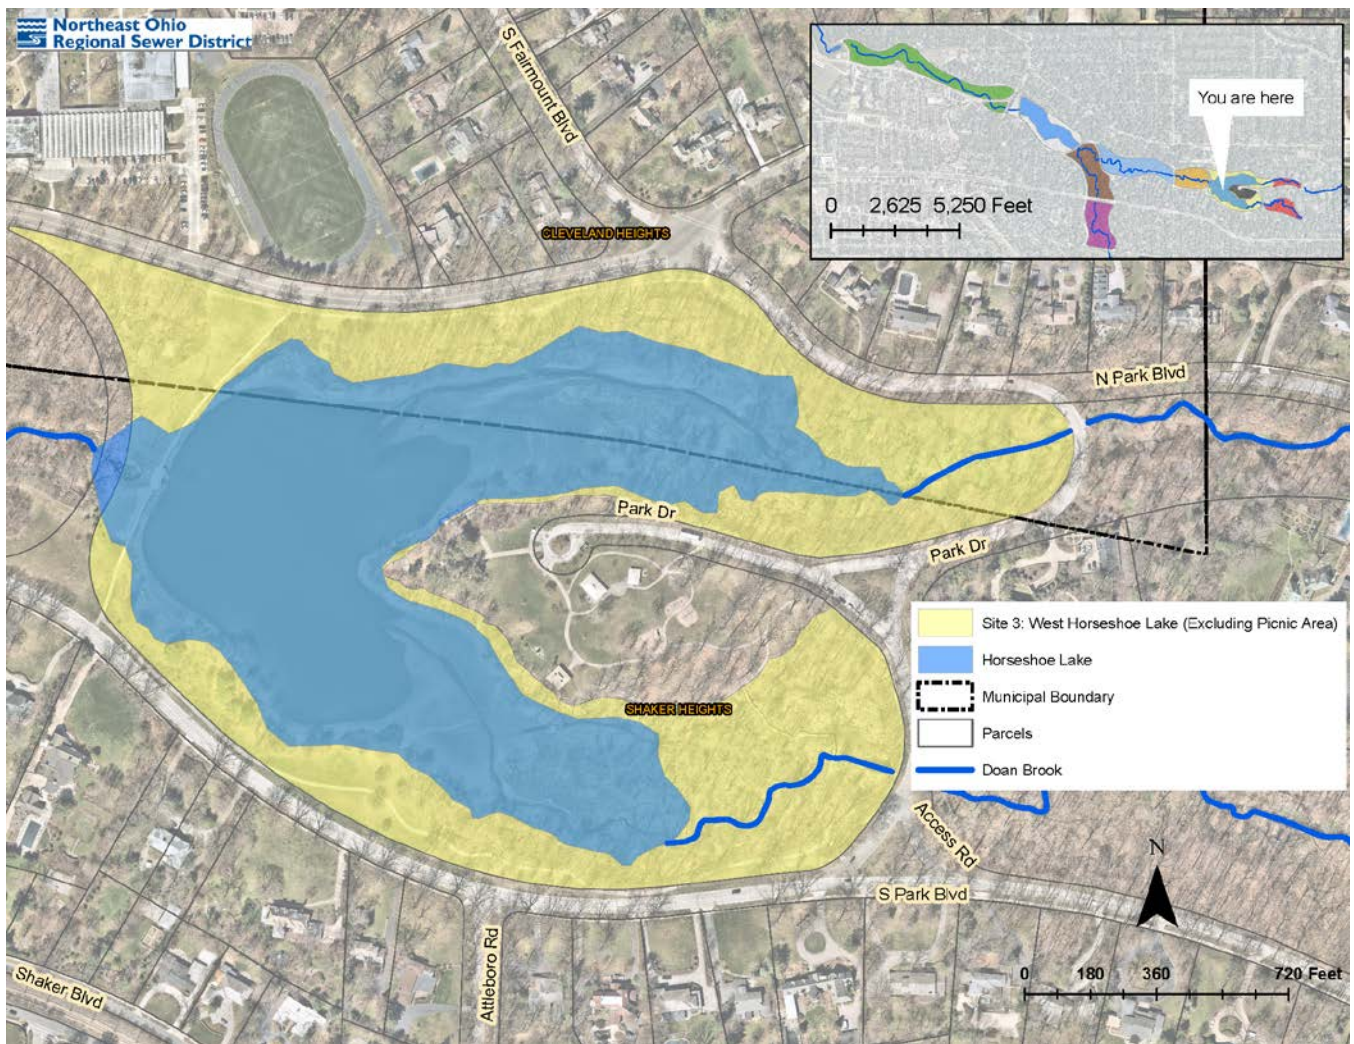 Northeast Ohio
Regional Sewer District
S Fairmount Blvd
You are here
0 2,625 5,250 Feet
CLEVELAND HEIGHTS
N Park Blvd
Park Dr
Park Dr
Site 3: West Horseshoe Lake (Excluding Picnic Area)
Horseshoe Lake
Municipal Boundary
Parcels
Doan Brook
SHAKER HEIGHTS
Access Rd
N
S Park Blvd
Attleboro Rd
Shaker Blvd
0 180 360 720 Feet